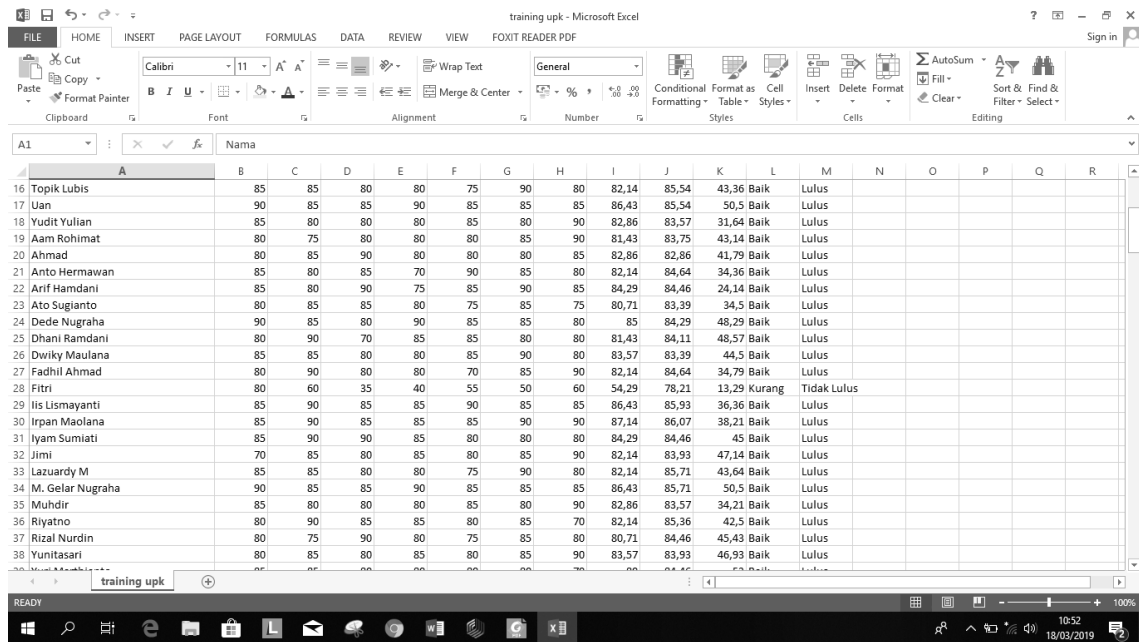 training upk - Microsoft Excel
Sign in
FILE HOME INSERT PAGE LAYOUT FORMULAS DATA REVIEW VIEW FOXIT READER PDF
Paste
Cut
Copy
Format Painter
Clipboard
Calibri 11
B I U
Font
Wrap Text
Merge & Center
Alignment
General
Number
Conditional Formatting
Format as Table
Cell Styles
Styles
Insert Delete Format
Cells
AutoSum
Fill
Clear
Sort & Filter
Find & Select
Editing
A1 Nama
A B C D E F G H I J K L M N O P Q R
16 Topik Lubis 85 85 80 80 75 90 80 82,14 85,54 43,36 Baik Lulus
17 Uan 90 85 85 90 85 85 85 86,43 85,54 50,5 Baik Lulus
18 Yudit Yulian 85 80 80 80 85 80 90 82,86 83,57 31,64 Baik Lulus
19 Aam Rohimat 80 75 80 80 80 85 90 81,43 83,75 43,14 Baik Lulus
20 Ahmad 80 85 90 80 80 80 85 82,86 82,86 41,79 Baik Lulus
21 Anto Hermawan 85 80 85 70 90 85 80 82,14 84,64 34,36 Baik Lulus
22 Arif Hamdani 85 80 90 75 85 90 85 84,29 84,46 24,14 Baik Lulus
23 Ato Sugianto 80 85 85 80 75 85 75 80,71 83,39 34,5 Baik Lulus
24 Dede Nugraha 90 85 80 90 85 85 80 85 84,29 48,29 Baik Lulus
25 Dhani Ramdani 80 90 70 85 85 80 80 81,43 84,11 48,57 Baik Lulus
26 Dwiky Maulana 85 85 80 80 85 90 80 83,57 83,39 44,5 Baik Lulus
27 Fadhil Ahmad 80 90 80 80 70 85 90 82,14 84,64 34,79 Baik Lulus
28 Fitri 80 60 35 40 55 50 60 54,29 78,21 13,29 Kurang Tidak Lulus
29 Iis Lismayanti 85 90 85 85 90 85 85 86,43 85,93 36,36 Baik Lulus
30 Irpan Maolana 85 90 85 85 85 90 90 87,14 86,07 38,21 Baik Lulus
31 Iyam Sumiati 85 90 90 85 80 80 80 84,29 84,46 45 Baik Lulus
32 Jimi 70 85 80 85 80 85 90 82,14 83,93 47,14 Baik Lulus
33 Lazuardy M 85 85 80 80 75 90 80 82,14 85,71 43,64 Baik Lulus
34 M. Gelar Nugraha 90 85 85 90 85 85 85 86,43 85,71 50,5 Baik Lulus
35 Muhdir 85 80 80 80 85 80 90 82,86 83,57 34,21 Baik Lulus
36 Riyatno 80 90 85 85 80 85 70 82,14 85,36 42,5 Baik Lulus
37 Rizal Nurdin 80 75 90 80 75 85 80 80,71 84,46 45,43 Baik Lulus
38 Yunitasari 80 85 80 85 80 85 90 83,57 83,93 46,93 Baik Lulus
training upk
READY
100%
10:52
18/03/2019